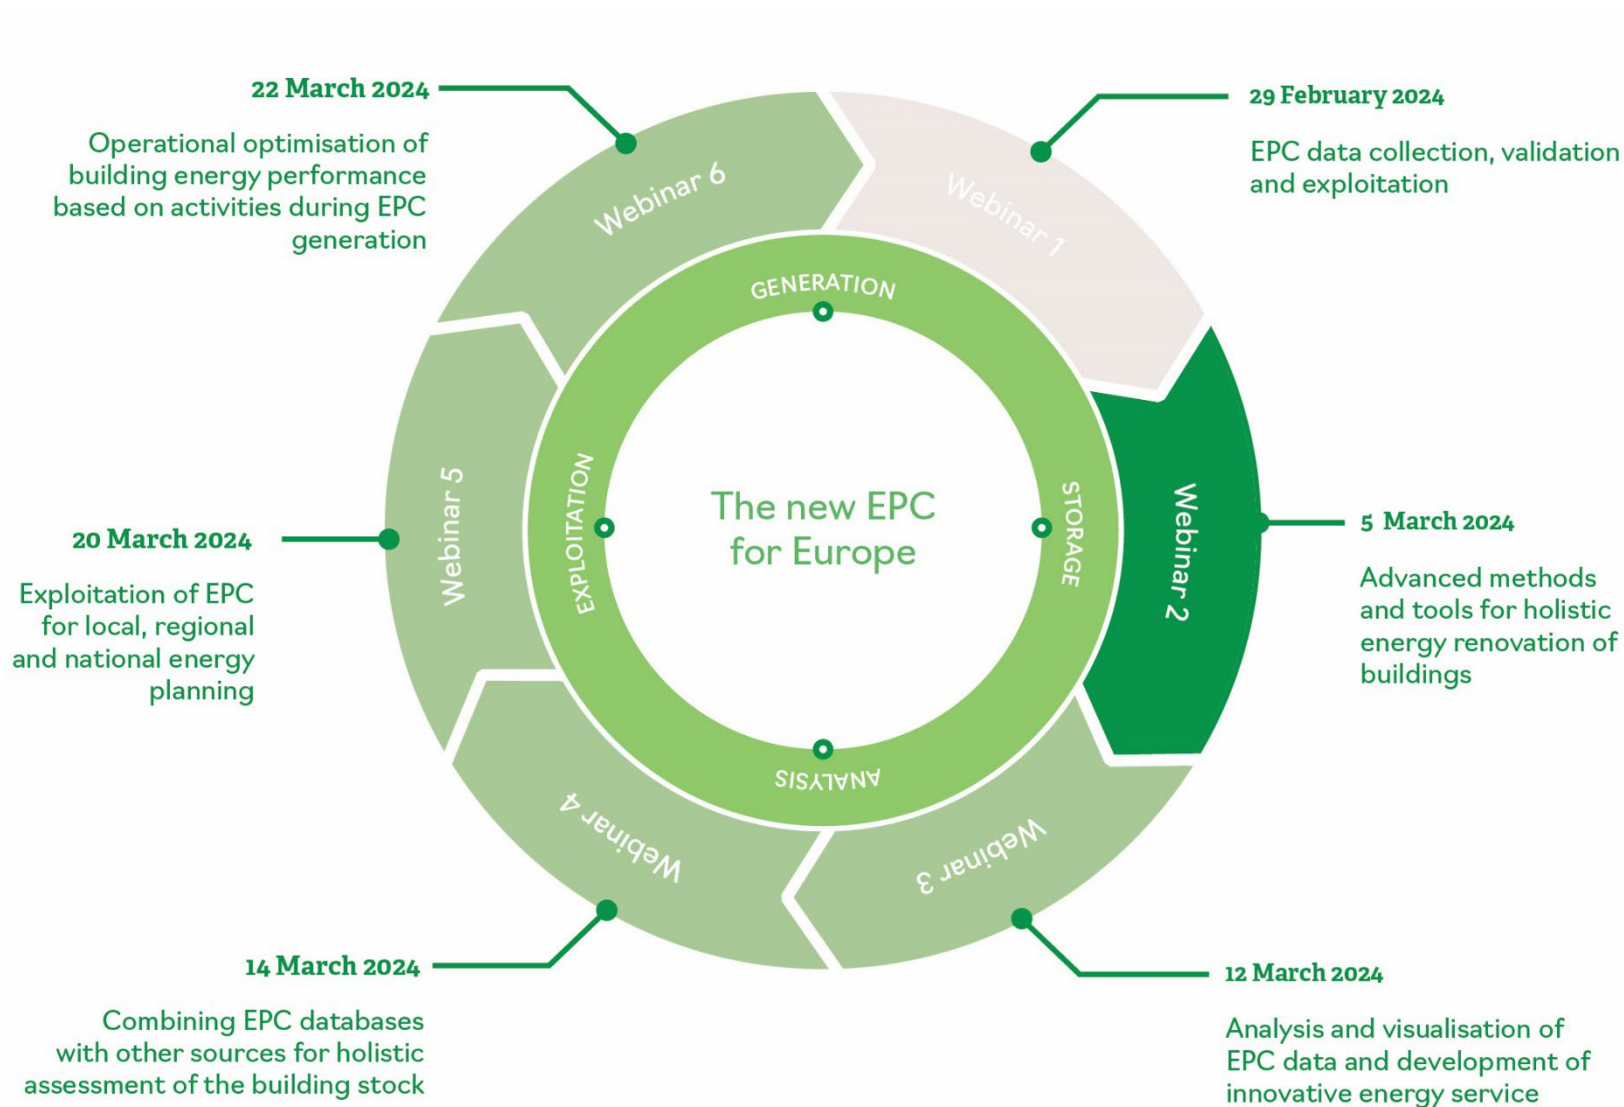 22 March 2024
Operational optimisation of
building energy performance
based on activities during EPC
generation
29 February 2024
EPC data collection, validation
and exploitation
Webinar 6
Webinar 1
GENERATION
Webinar 5
EXPLOITATION
The new EPC
for Europe
STORAGE
Webinar 2
5 March 2024
Advanced methods
and tools for holistic
energy renovation of
buildings
20 March 2024
Exploitation of EPC
for local, regional
and national energy
planning
ANALYSIS
Webinar 4
Webinar 3
14 March 2024
Combining EPC databases
with other sources for holistic
assessment of the building stock
12 March 2024
Analysis and visualisation of
EPC data and development of
innovative energy service